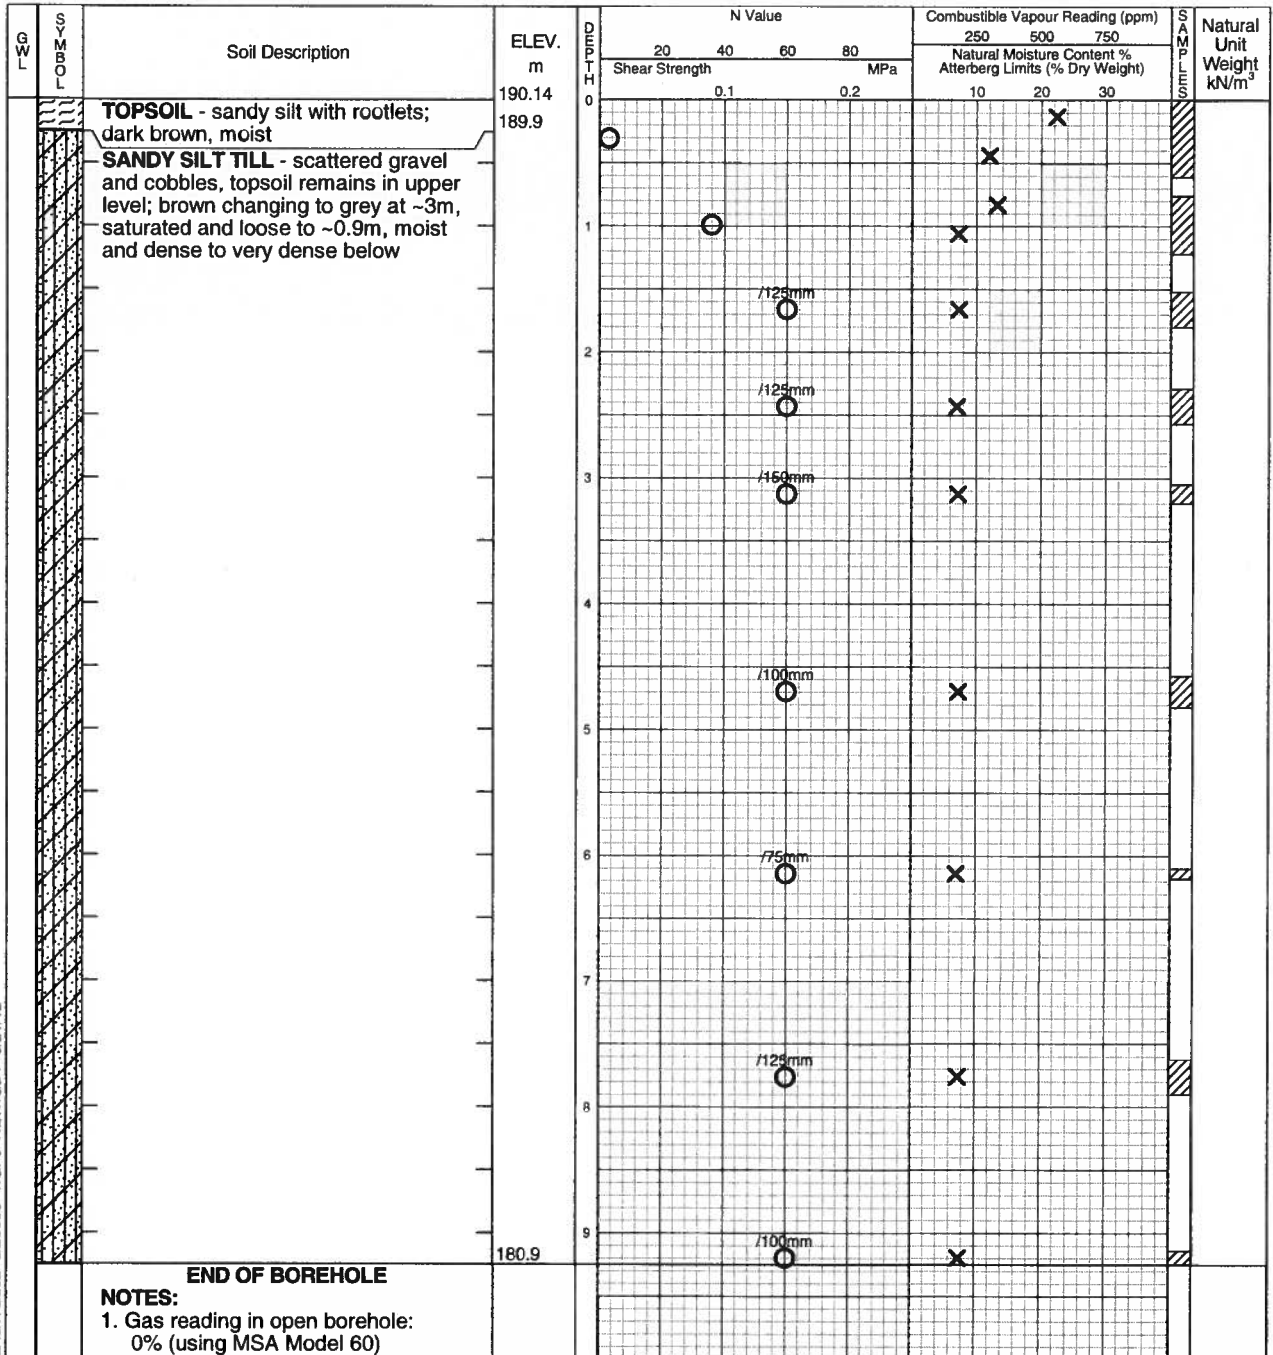 GWL
SYMBOL
Soil Description
ELEV.
m
190.14
DEPTH
0
N Value
20 40 60 80
Shear Strength MPa
0.1 0.2
Combustible Vapour Reading (ppm)
250 500 750
Natural Moisture Content %
Atterberg Limits (% Dry Weight)
10 20 30
SAMPLES
Natural
Unit
Weight
kN/m³
TOPSOIL - sandy silt with rootlets;
dark brown, moist
189.9
SANDY SILT TILL - scattered gravel
and cobbles, topsoil remains in upper
level; brown changing to grey at ~3m,
saturated and loose to ~0.9m, moist
and dense to very dense below
1
/125mm
2
/125mm
3
/150mm
4
/100mm
5
6
/75mm
7
/125mm
8
9
/100mm
180.9
END OF BOREHOLE
NOTES:
1. Gas reading in open borehole:
0% (using MSA Model 60)